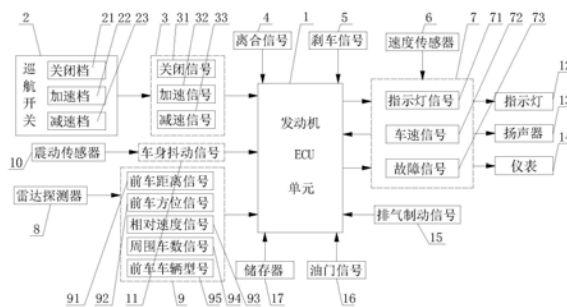 21 22 23
31 32 33
4
1
5
6
7 71 72 73
2
3
巡航开关
关闭档
加速档
减速档
关闭信号
加速信号
减速信号
离合信号
刹车信号
速度传感器
发动机
ECU
单元
指示灯信号
车速信号
故障信号
指示灯
扬声器
仪表
12
13
14
震动传感器
10
车身抖动信号
雷达探测器
8
前车距离信号
前车方位信号
相对速度信号
周围车数信号
前车车辆型号
91 92 11 9 95 94 93
储存器
17
油门信号
16
排气制动信号
15